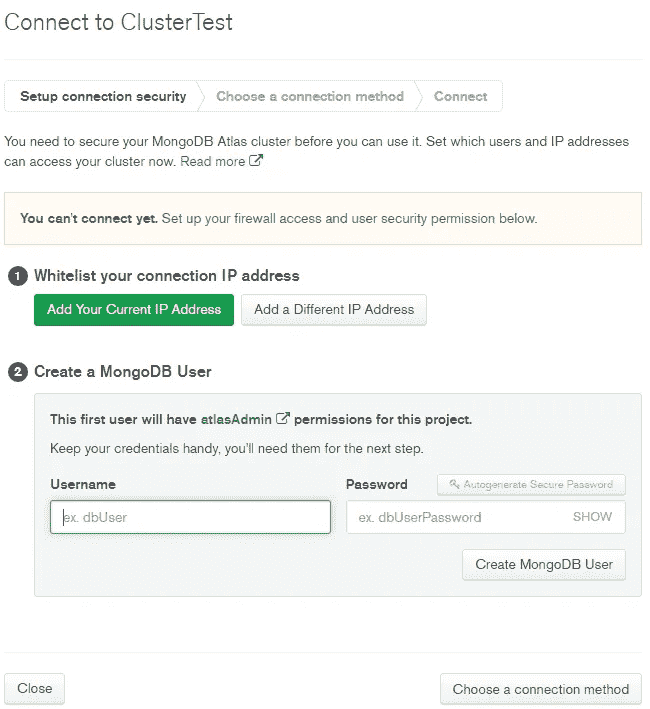 Connect to ClusterTest
Setup connection security
Choose a connection method
Connect
You need to secure your MongoDB Atlas cluster before you can use it. Set which users and IP addresses
can access your cluster now. Read more
You can't connect yet. Set up your firewall access and user security permission below.
1 Whitelist your connection IP address
Add Your Current IP Address
Add a Different IP Address
2 Create a MongoDB User
This first user will have atlasAdmin permissions for this project.
Keep your credentials handy, you'll need them for the next step.
Username
Password
Autogenerate Secure Password
ex. dbUser
ex. dbUserPassword
SHOW
Create MongoDB User
Close
Choose a connection method